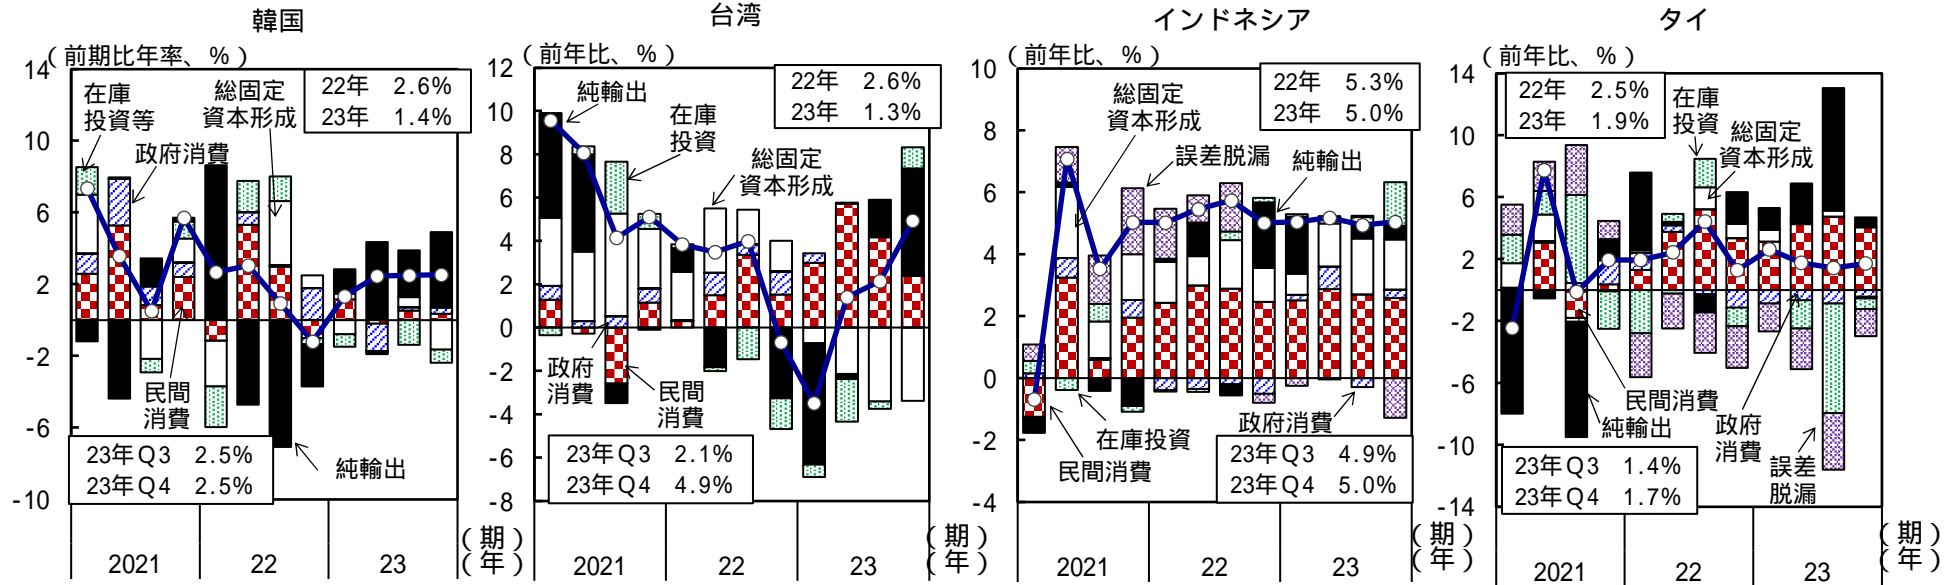 韓国
（前期比年率、％）
14
10
6
2
-2
-6
-10
在庫
投資等
政府消費
総固定
資本形成
22年 2.6%
23年 1.4%
民間
消費
純輸出
23年Q3 2.5%
23年Q4 2.5%
2021 22 23
（期）
（年）
台湾
（前年比、％）
12
10
8
6
4
2
0
-2
-4
-6
-8
純輸出
在庫
投資
総固定
資本形成
22年 2.6%
23年 1.3%
政府
消費
民間
消費
23年Q3 2.1%
23年Q4 4.9%
2021 22 23
（期）
（年）
インドネシア
（前年比、％）
10
8
6
4
2
0
-2
-4
総固定
資本形成
誤差脱漏
純輸出
22年 5.3%
23年 5.0%
在庫投資
民間消費
政府消費
23年Q3 4.9%
23年Q4 5.0%
2021 22 23
（期）
（年）
タイ
（前年比、％）
14
10
6
2
-2
-6
-10
-14
22年 2.5%
23年 1.9%
在庫
投資
総固定
資本形成
民間消費
純輸出
政府
消費
誤差
脱漏
23年Q3 1.4%
23年Q4 1.7%
2021 22 23
（期）
（年）